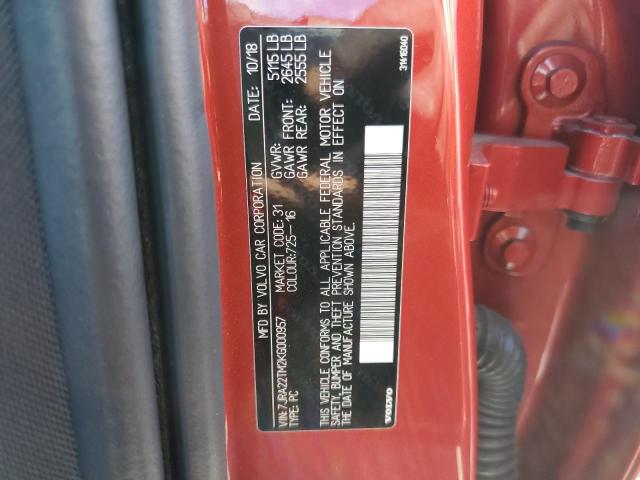 MFD BY VOLVO CAR CORPORATION DATE: 10/18
VIN: 7JRA22TM2KG000957
MARKET CODE: 31 GVWR: 5115 LB
TYPE: PC COLOUR: 725-16 GAWR FRONT: 2645 LB
GAWR REAR: 2555 LB
THIS VEHICLE CONFORMS TO ALL APPLICABLE FEDERAL MOTOR VEHICLE
SAFETY, BUMPER AND THEFT PREVENTION STANDARDS IN EFFECT ON
THE DATE OF MANUFACTURE SHOWN ABOVE.
VOLVO 31416040